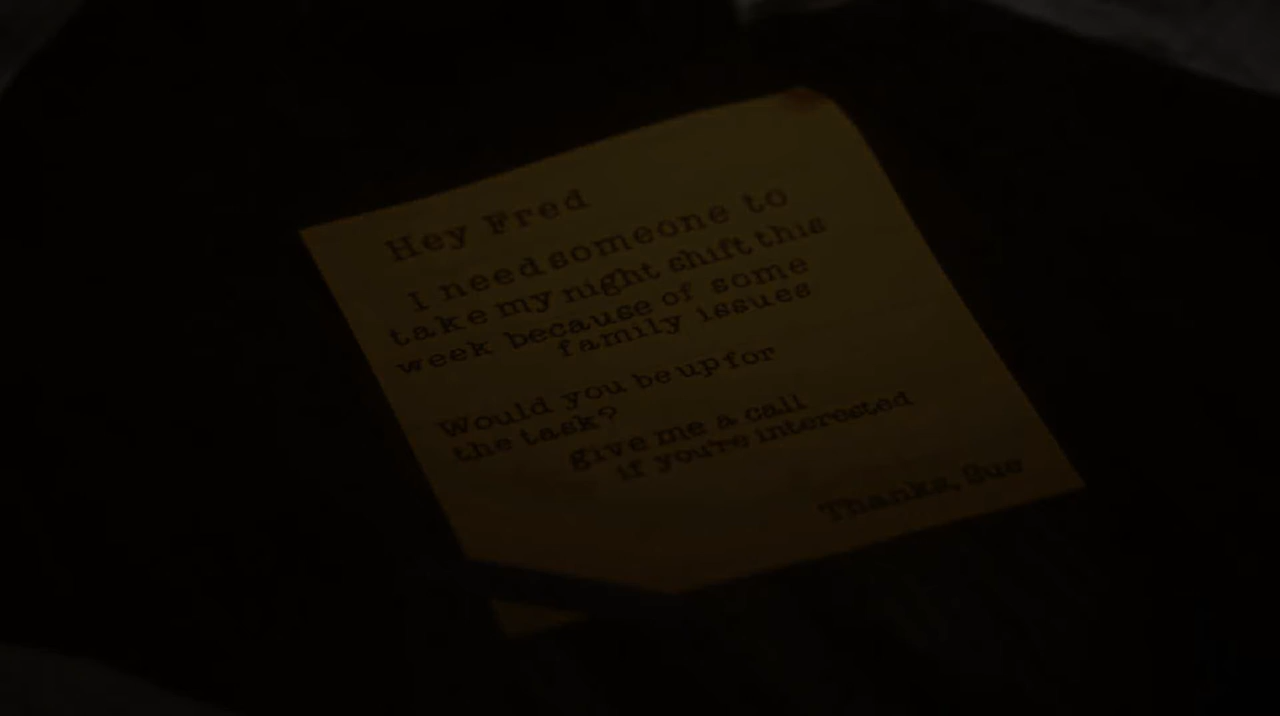 Hey Fred
I need someone to
take my night shift this
week because of some
family issues
Would you be up for
the task?
give me a call
if you're interested
Thanks, Sue